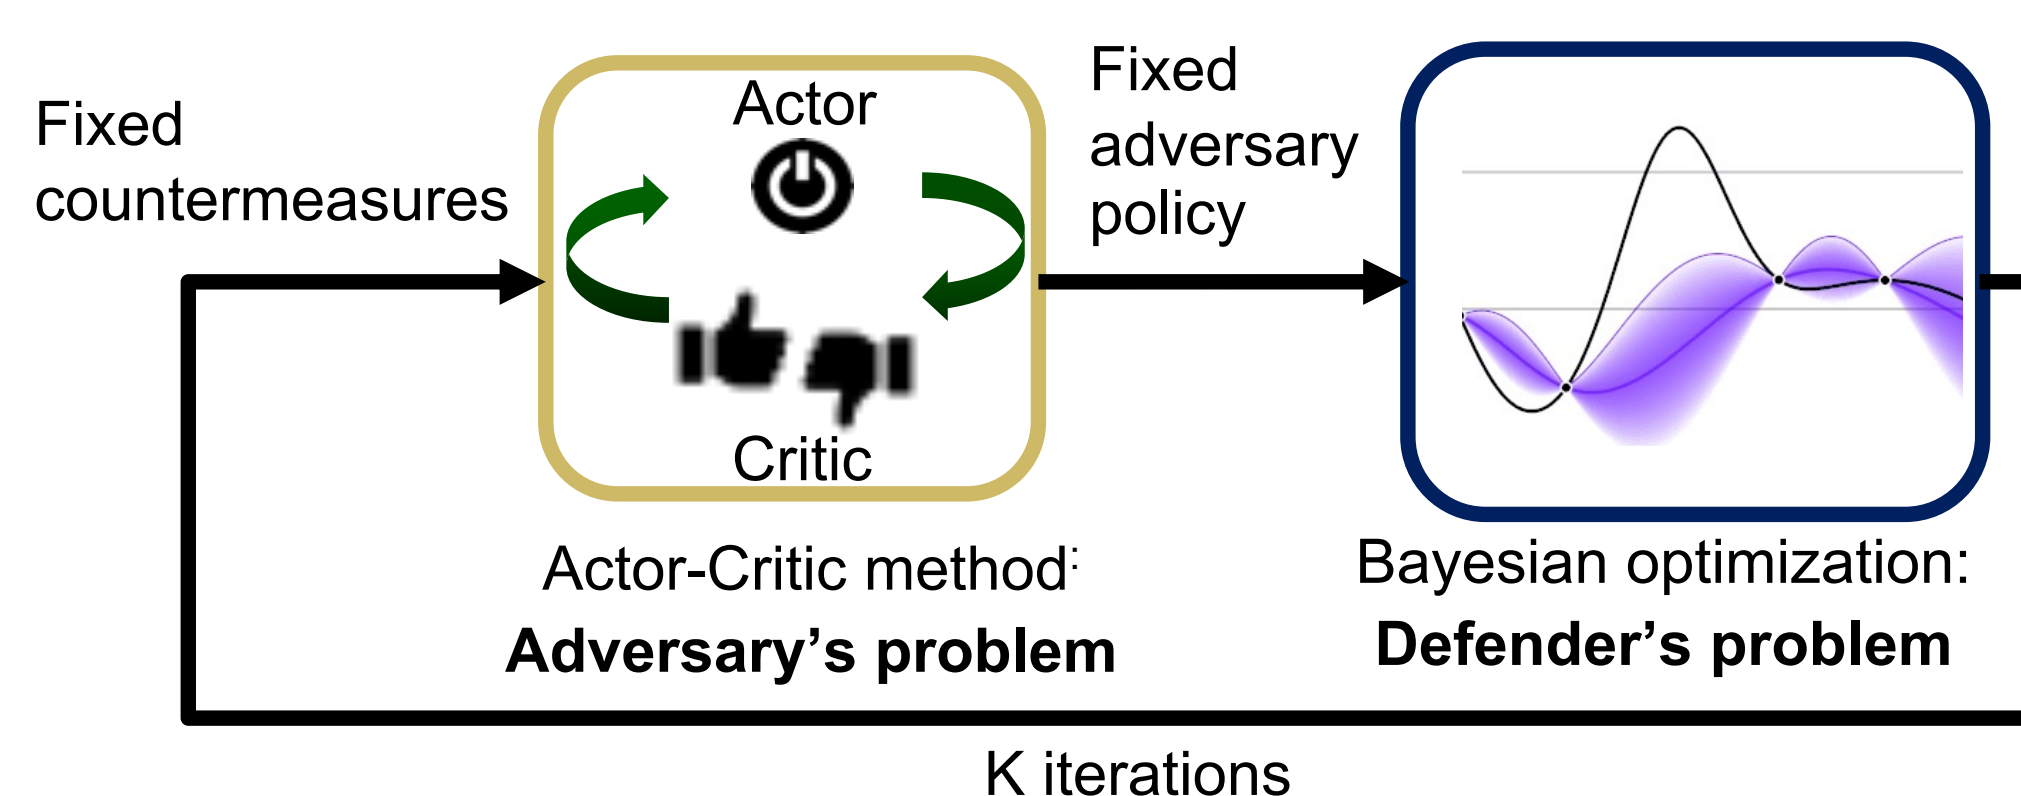 Fixed
countermeasures
Actor
Critic
Fixed
adversary
policy
Actor-Critic method:
Adversary’s problem
Bayesian optimization:
Defender’s problem
K iterations